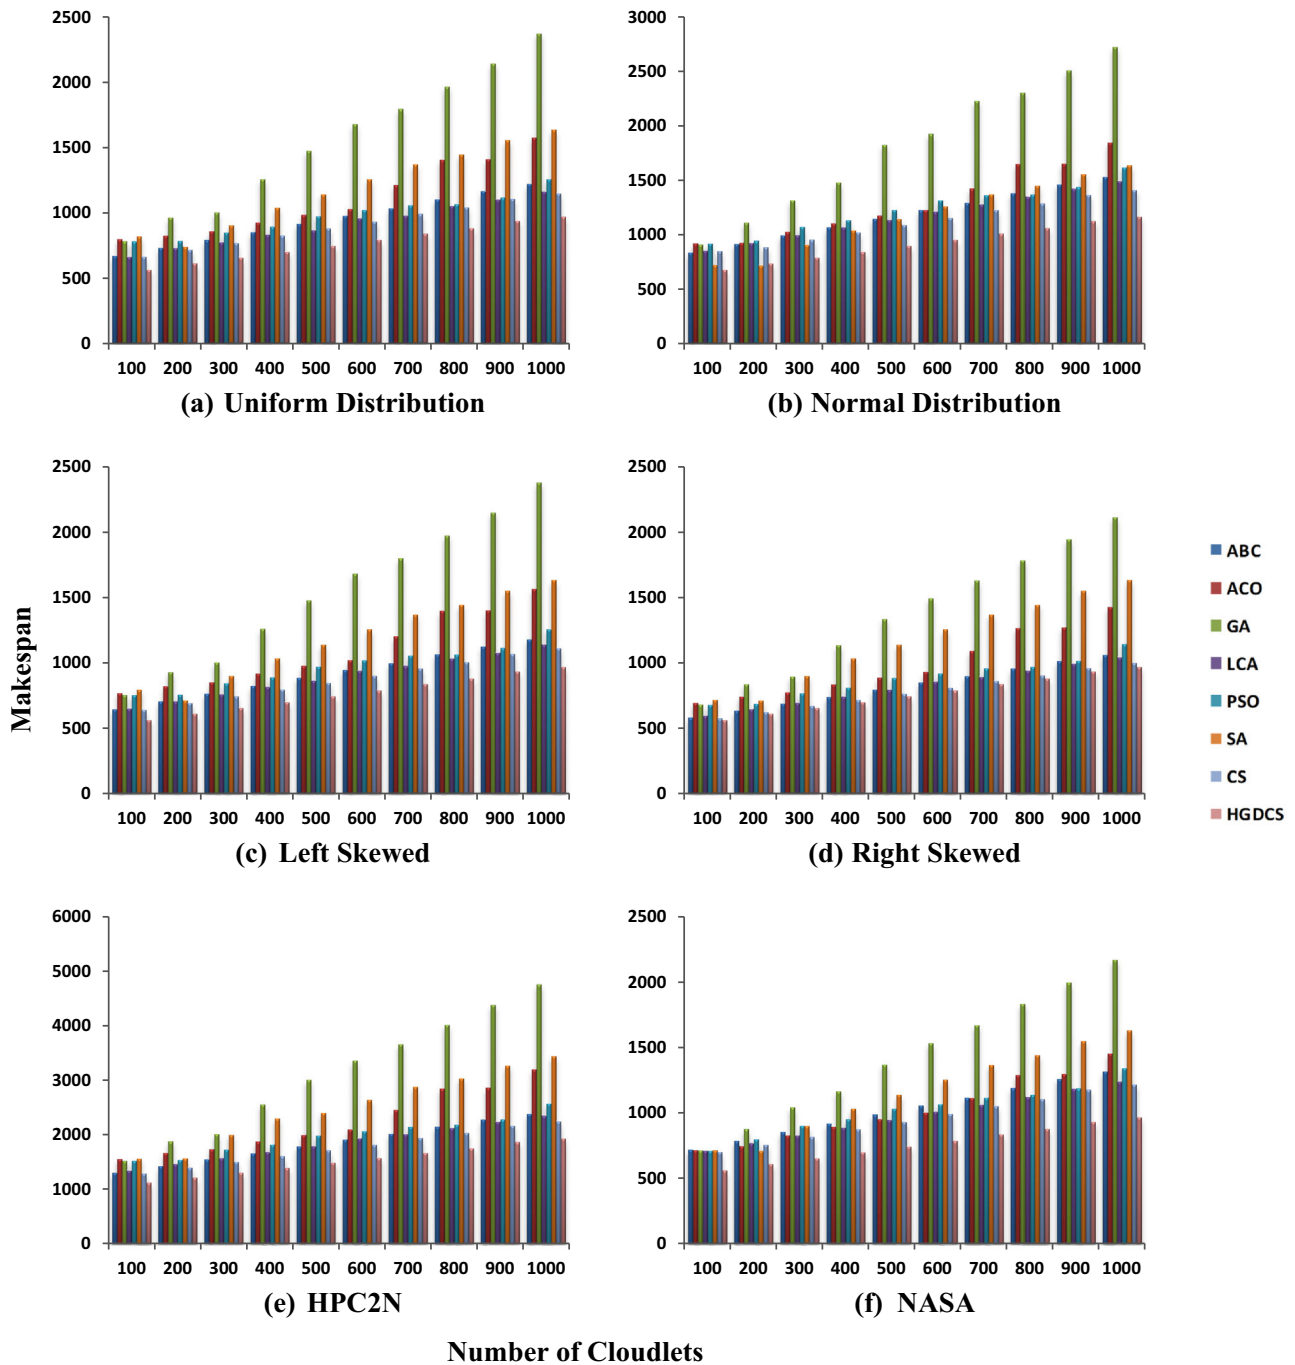 2500
2000
1500
1000
500
0
100 200 300 400 500 600 700 800 900 1000
(a) Uniform Distribution
3000
2500
2000
1500
1000
500
0
100 200 300 400 500 600 700 800 900 1000
(b) Normal Distribution
Makespan
2500
2000
1500
1000
500
0
100 200 300 400 500 600 700 800 900 1000
(c) Left Skewed
2500
2000
1500
1000
500
0
100 200 300 400 500 600 700 800 900 1000
(d) Right Skewed
ABC
ACO
GA
LCA
PSO
SA
CS
HGDCS
6000
5000
4000
3000
2000
1000
0
100 200 300 400 500 600 700 800 900 1000
(e) HPC2N
2500
2000
1500
1000
500
0
100 200 300 400 500 600 700 800 900 1000
(f) NASA
Number of Cloudlets